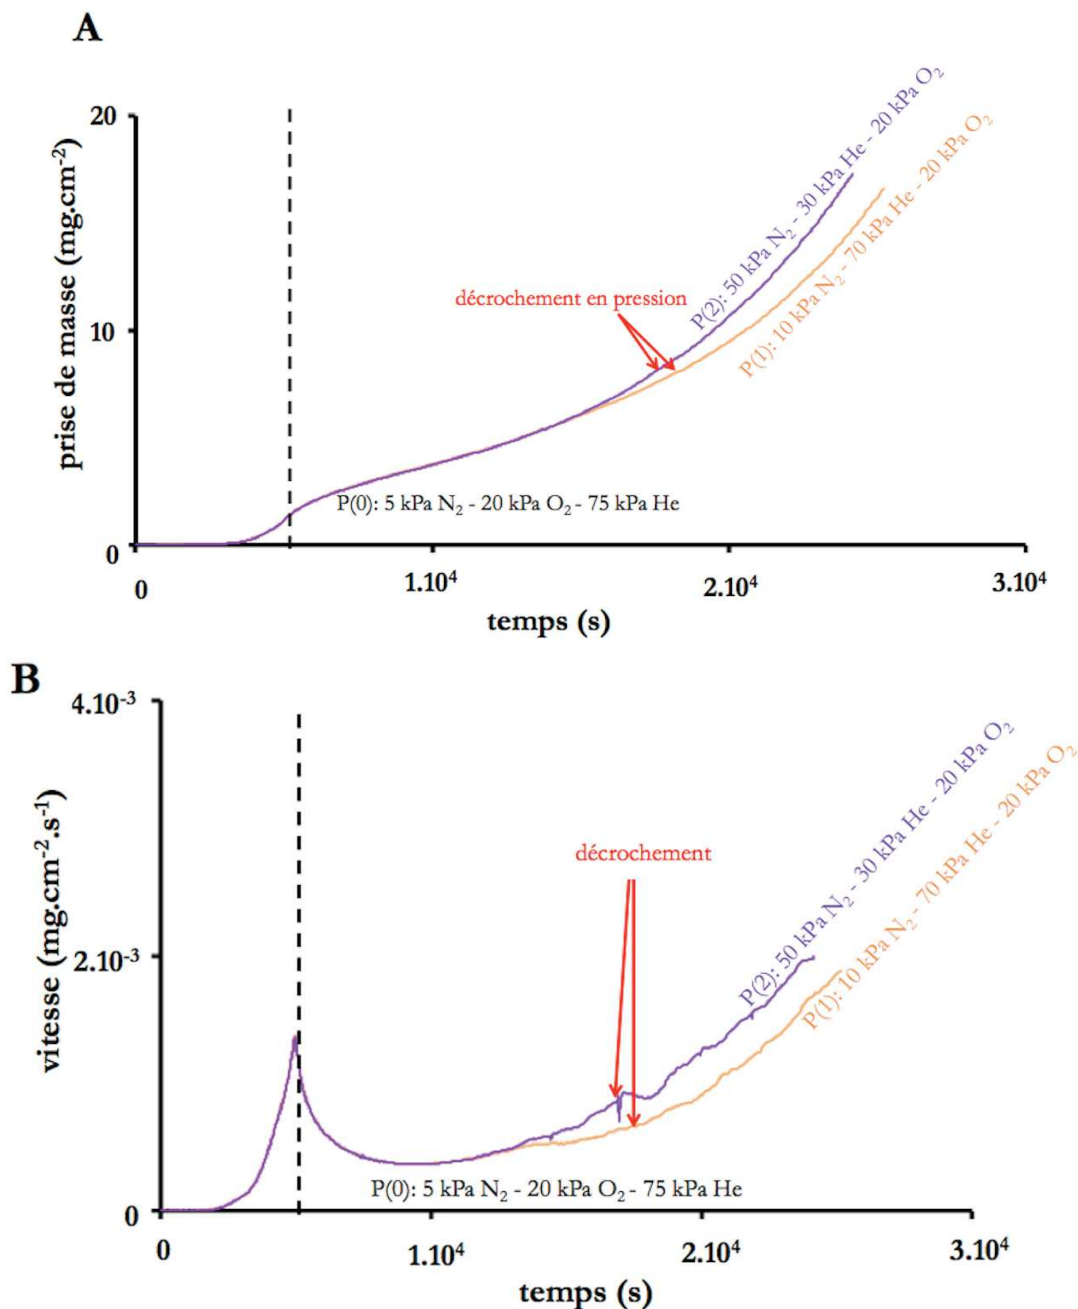 A
20
10
0
prise de masse (mg.cm⁻²)
décrochement en pression
P(2): 50 kPa N₂ - 30 kPa He - 20 kPa O₂
P(1): 10 kPa N₂ - 70 kPa He - 20 kPa O₂
P(0): 5 kPa N₂ - 20 kPa O₂ - 75 kPa He
0
1.10⁴
2.10⁴
3.10⁴
temps (s)
B
4.10⁻³
2.10⁻³
0
vitesse (mg.cm⁻².s⁻¹)
décrochement
P(2): 50 kPa N₂ - 30 kPa He - 20 kPa O₂
P(1): 10 kPa N₂ - 70 kPa He - 20 kPa O₂
P(0): 5 kPa N₂ - 20 kPa O₂ - 75 kPa He
0
1.10⁴
2.10⁴
3.10⁴
temps (s)